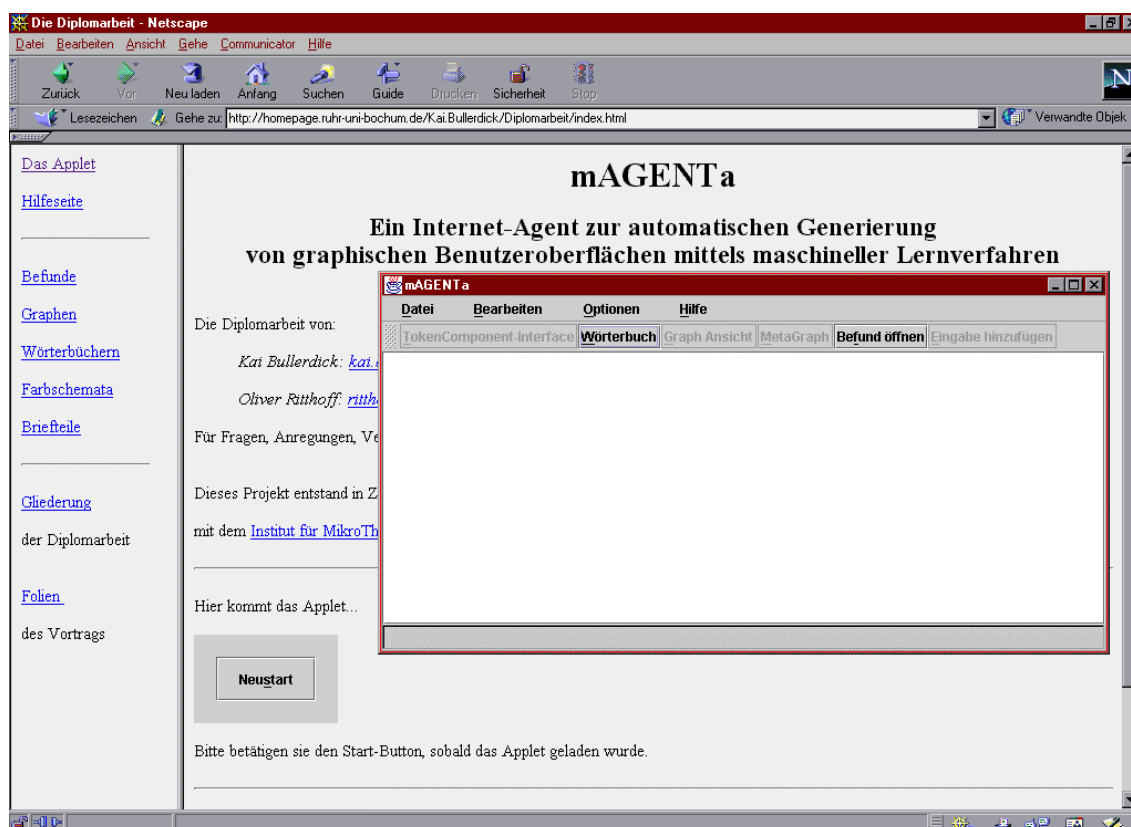 Die Diplomarbeit - Netscape
Datei Bearbeiten Ansicht Gehe Communicator Hilfe
Zurück Vor Neu laden Anfang Suchen Guide Drucken Sicherheit Stop
N
Lesezeichen Gehe zu: http://homepage.ruhr-uni-bochum.de/Kai.Bullerdick/Diplomarbeit/index.html Verwandte Objek
Das Applet
Hilfeseite
Befunde
Graphen
Wörterbüchern
Farbschemata
Briefteile
Gliederung
der Diplomarbeit
Folien
des Vortrags
mAGENTa
Ein Internet-Agent zur automatischen Generierung
von graphischen Benutzeroberflächen mittels maschineller Lernverfahren
Die Diplomarbeit von:
Kai Bullerdick: kai.
Oliver Ritthoff: ritth
Für Fragen, Anregungen, Ve
Dieses Projekt entstand in Z
mit dem Institut für MikroTh
Hier kommt das Applet...
Neustart
Bitte betätigen sie den Start-Button, sobald das Applet geladen wurde.
mAGENTa
Datei Bearbeiten Optionen Hilfe
TokenComponent-Interface Wörterbuch Graph Ansicht MetaGraph Befund öffnen Eingabe hinzufügen